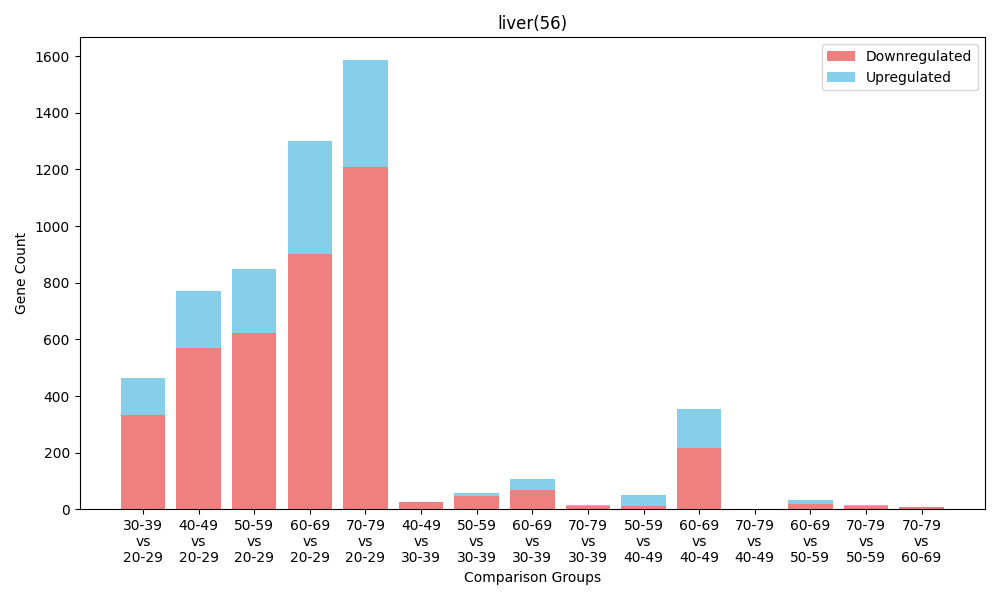 liver(56)
Downregulated
Upregulated
Gene Count
1600
1400
1200
1000
800
600
400
200
0
30-39 40-49 50-59 60-69 70-79 40-49 50-59 60-69 70-79 50-59 60-69 70-79 60-69 70-79 70-79
vs vs vs vs vs vs vs vs vs vs vs vs vs vs vs
20-29 20-29 20-29 20-29 20-29 30-39 30-39 30-39 30-39 40-49 40-49 40-49 50-59 50-59 60-69
Comparison Groups